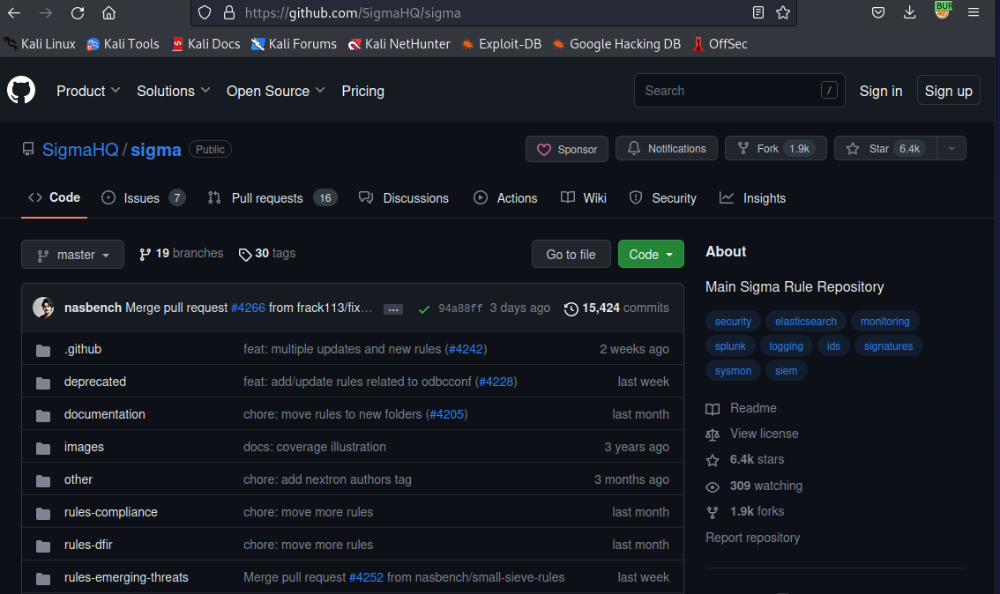 https://github.com/SigmaHQ/sigma
BUR
Kali Linux Kali Tools Kali Docs Kali Forums Kali NetHunter Exploit-DB Google Hacking DB OffSec
Product Solutions Open Source Pricing Search / Sign in Sign up
SigmaHQ / sigma Public Sponsor Notifications Fork 1.9k Star 6.4k
Code Issues 7 Pull requests 16 Discussions Actions Wiki Security Insights
master 19 branches 30 tags Go to file Code
nasbench Merge pull request #4266 from frack113/fix… ... 94a88ff 3 days ago 15,424 commits
.github feat: multiple updates and new rules (#4242) 2 weeks ago
deprecated feat: add/update rules related to odbcconf (#4228) last week
documentation chore: move rules to new folders (#4205) last month
images docs: coverage illustration 3 years ago
other chore: add nextron authors tag 3 months ago
rules-compliance chore: move more rules last month
rules-dfir chore: move more rules last month
rules-emerging-threats Merge pull request #4252 from nasbench/small-sieve-rules last week
About
Main Sigma Rule Repository
security elasticsearch monitoring
splunk logging ids signatures
sysmon siem
Readme
View license
6.4k stars
309 watching
1.9k forks
Report repository